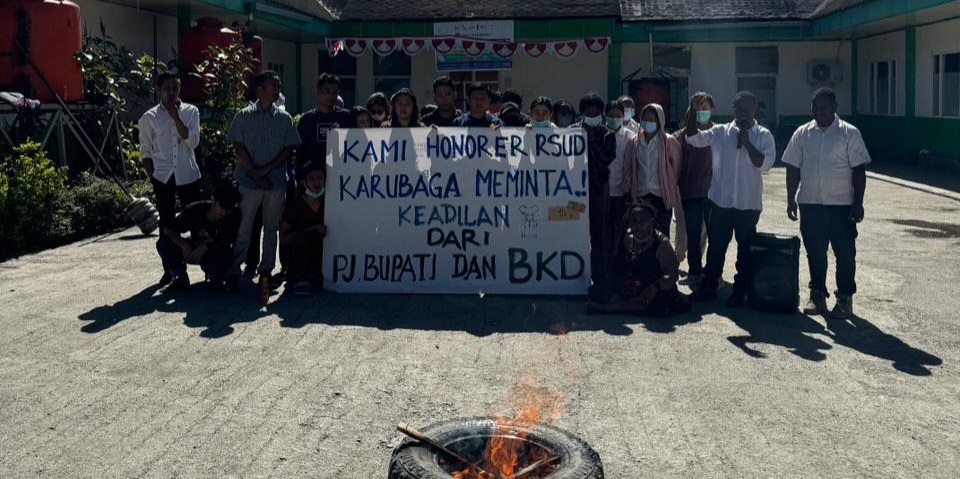 KAMI HONORER RSUD
KARUBAGA MEMINTA.!
KEADILAN
DARI
PJ. BUPATI DAN BKD